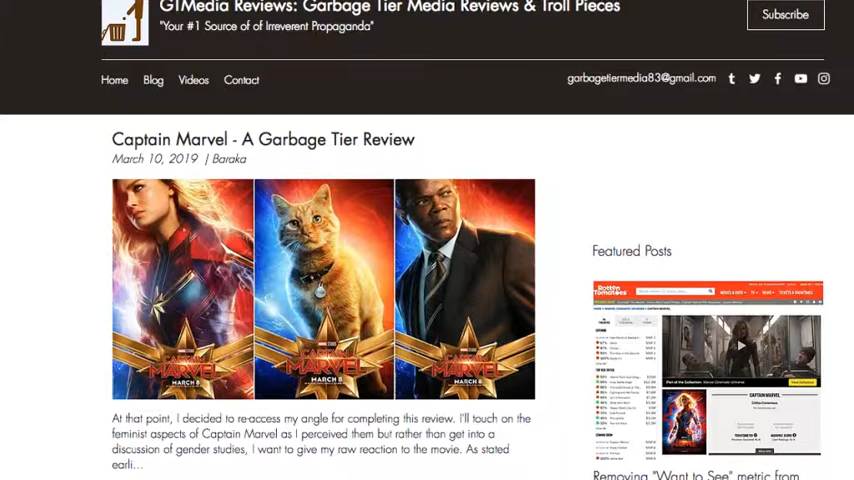 GTMedia Reviews: Garbage Tier Media Reviews & Troll Pieces
"Your #1 Source of of Irreverent Propaganda"
Subscribe
Home Blog Videos Contact
garbagetiermedia83@gmail.com
Captain Marvel - A Garbage Tier Review
March 10, 2019 | Baraka
MARVEL
MARCH 8
MARVEL
MARCH 8
MARVEL
MARCH 8
At that point, I decided to re-access my angle for completing this review. I'll touch on the
feminist aspects of Captain Marvel as I perceived them but rather than get into a
discussion of gender studies, I want to give my raw reaction to the movie. As stated
earli...
Featured Posts
Rotten
Tomatoes
CAPTAIN MARVEL
Removing "Want to See" metric from